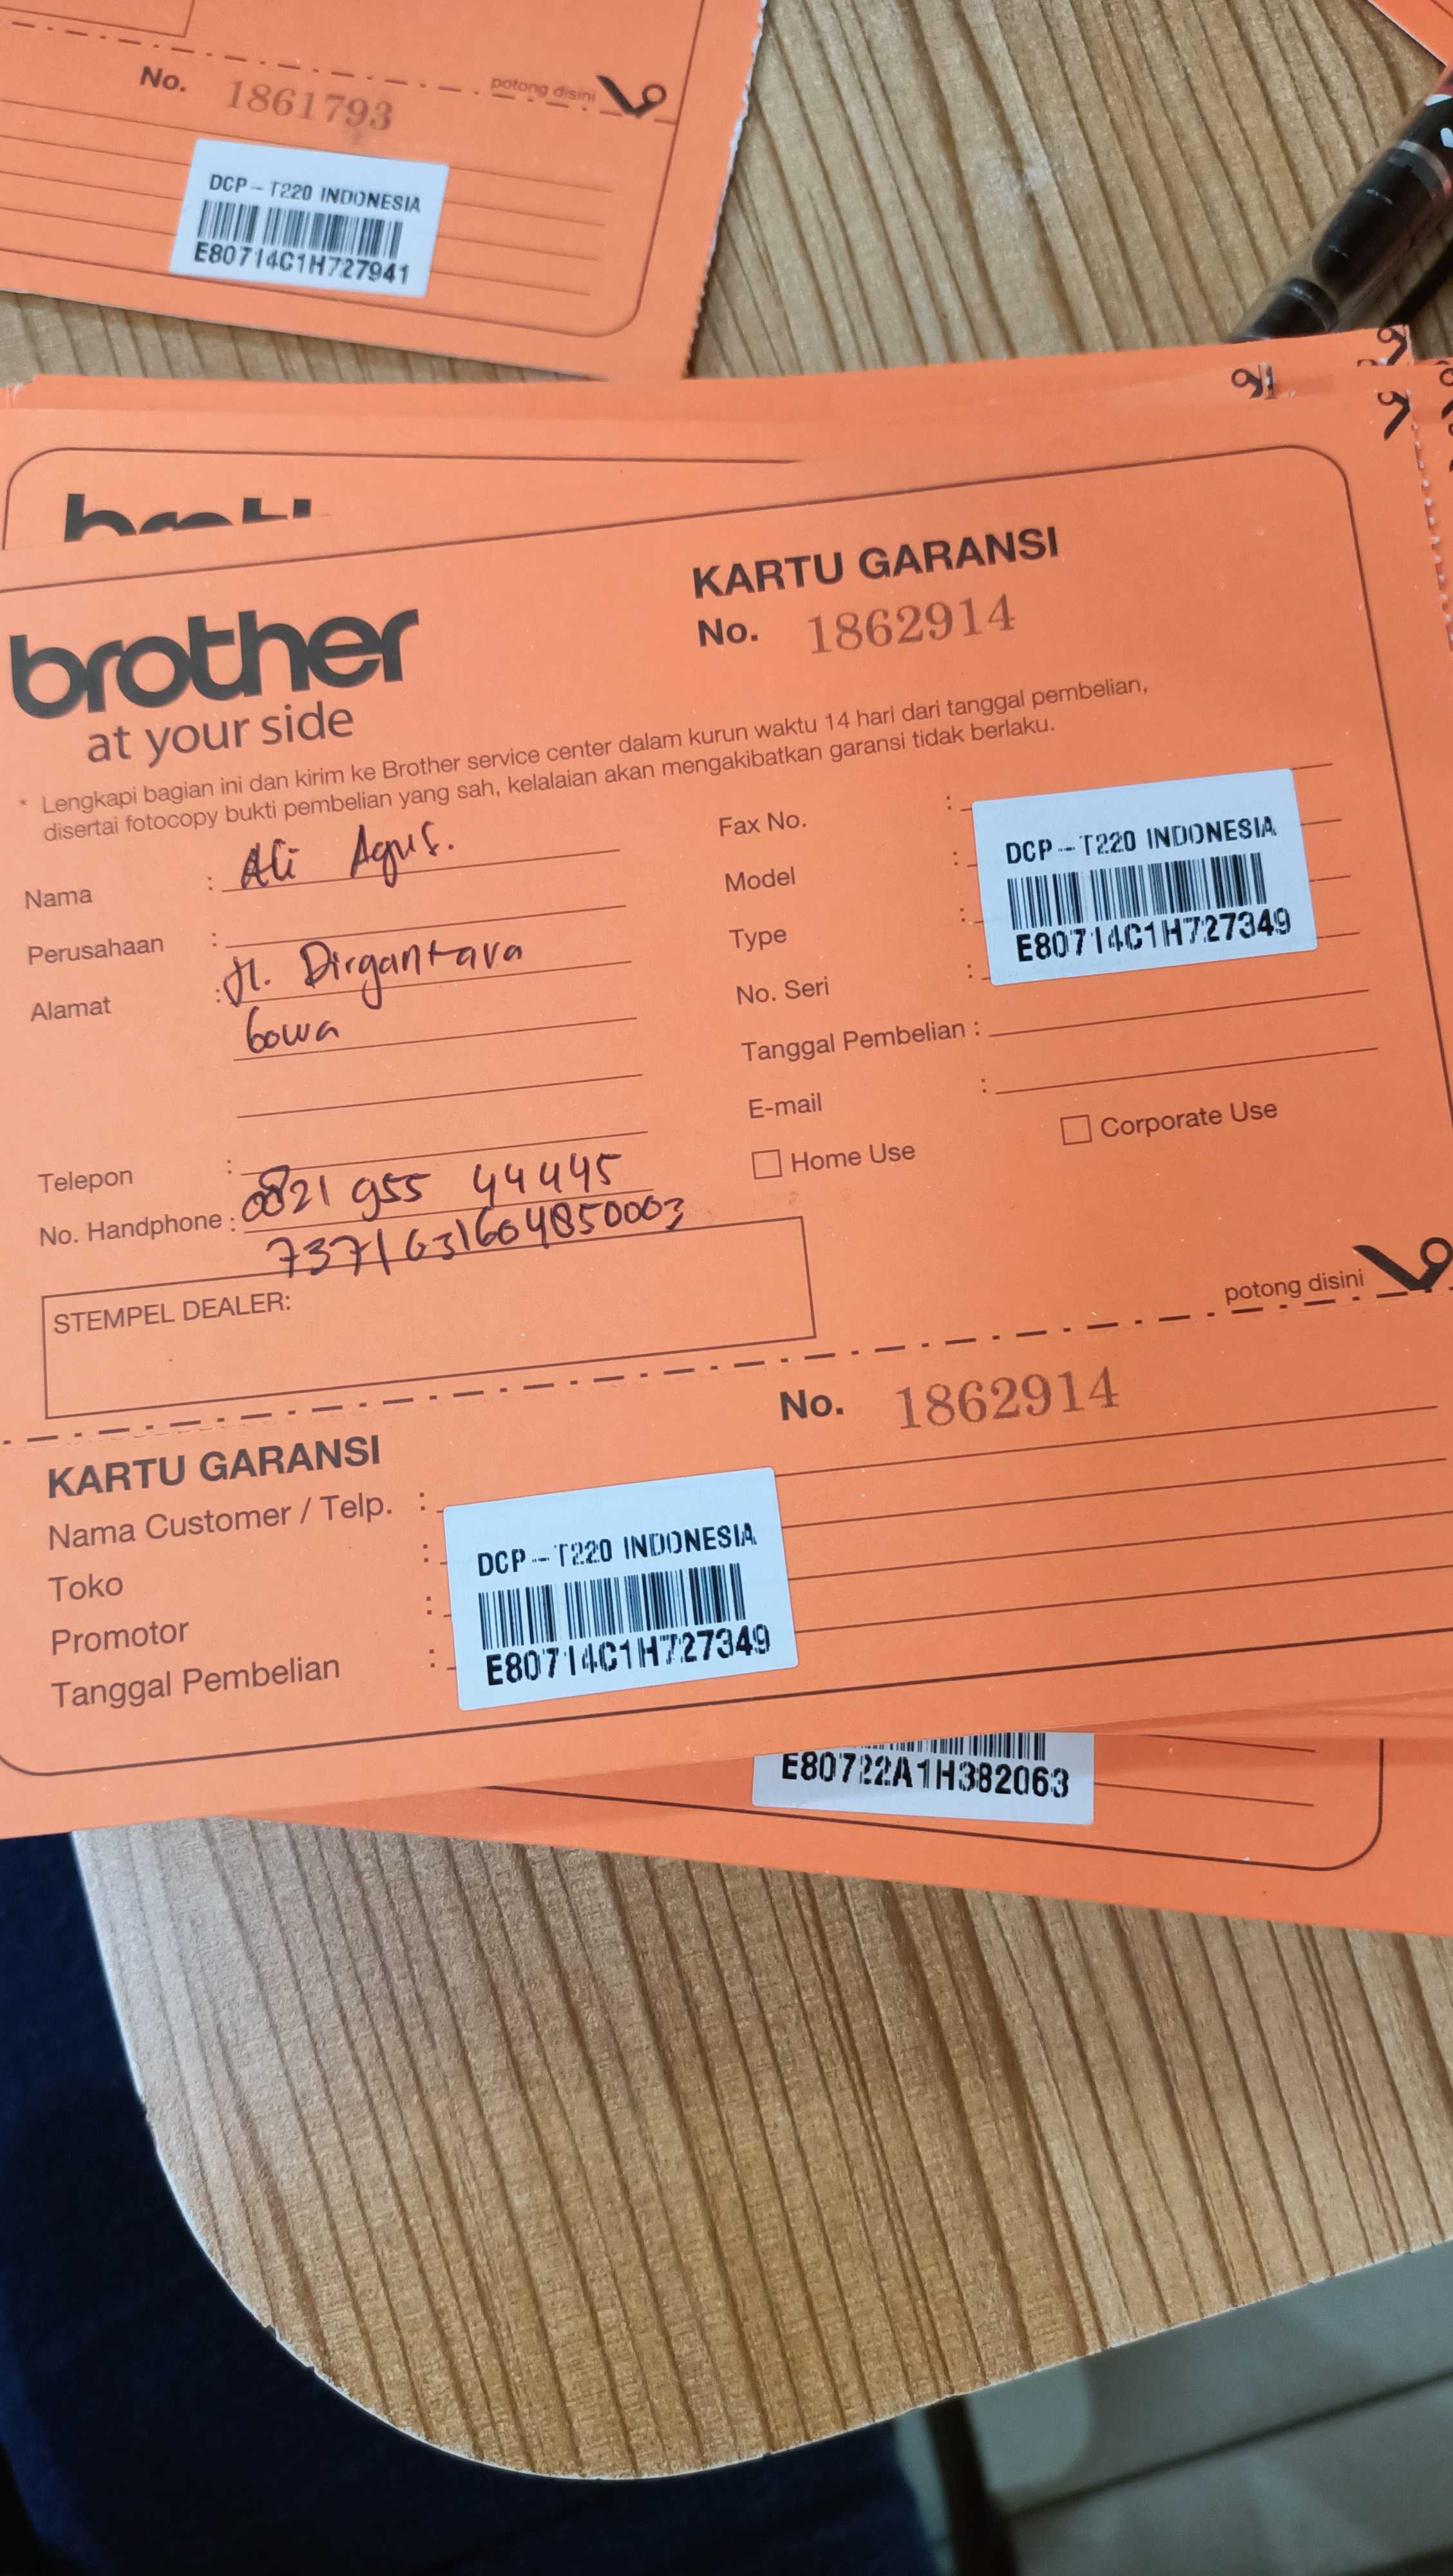 No. 1861793
potong disini
DCP-T220 INDONESIA
E80714C1H727941
brother
at your side
KARTU GARANSI
No. 1862914
* Lengkapi bagian ini dan kirim ke Brother service center dalam kurun waktu 14 hari dari tanggal pembelian,
disertai fotocopy bukti pembelian yang sah, kelalaian akan mengakibatkan garansi tidak berlaku.
Nama : Ali Agus.
Perusahaan :
Alamat : Jl. Dirgantara
Gowa
Telepon :
No. Handphone : 0821 955 44445
7371031604850003
STEMPEL DEALER:
Fax No. :
Model :
Type :
No. Seri :
DCP-T220 INDONESIA
E80714C1H727349
Tanggal Pembelian :
E-mail :
Home Use
Corporate Use
potong disini
KARTU GARANSI
No. 1862914
Nama Customer / Telp. :
Toko :
Promotor :
Tanggal Pembelian :
DCP-T220 INDONESIA
E80714C1H727349
E80722A1H382063